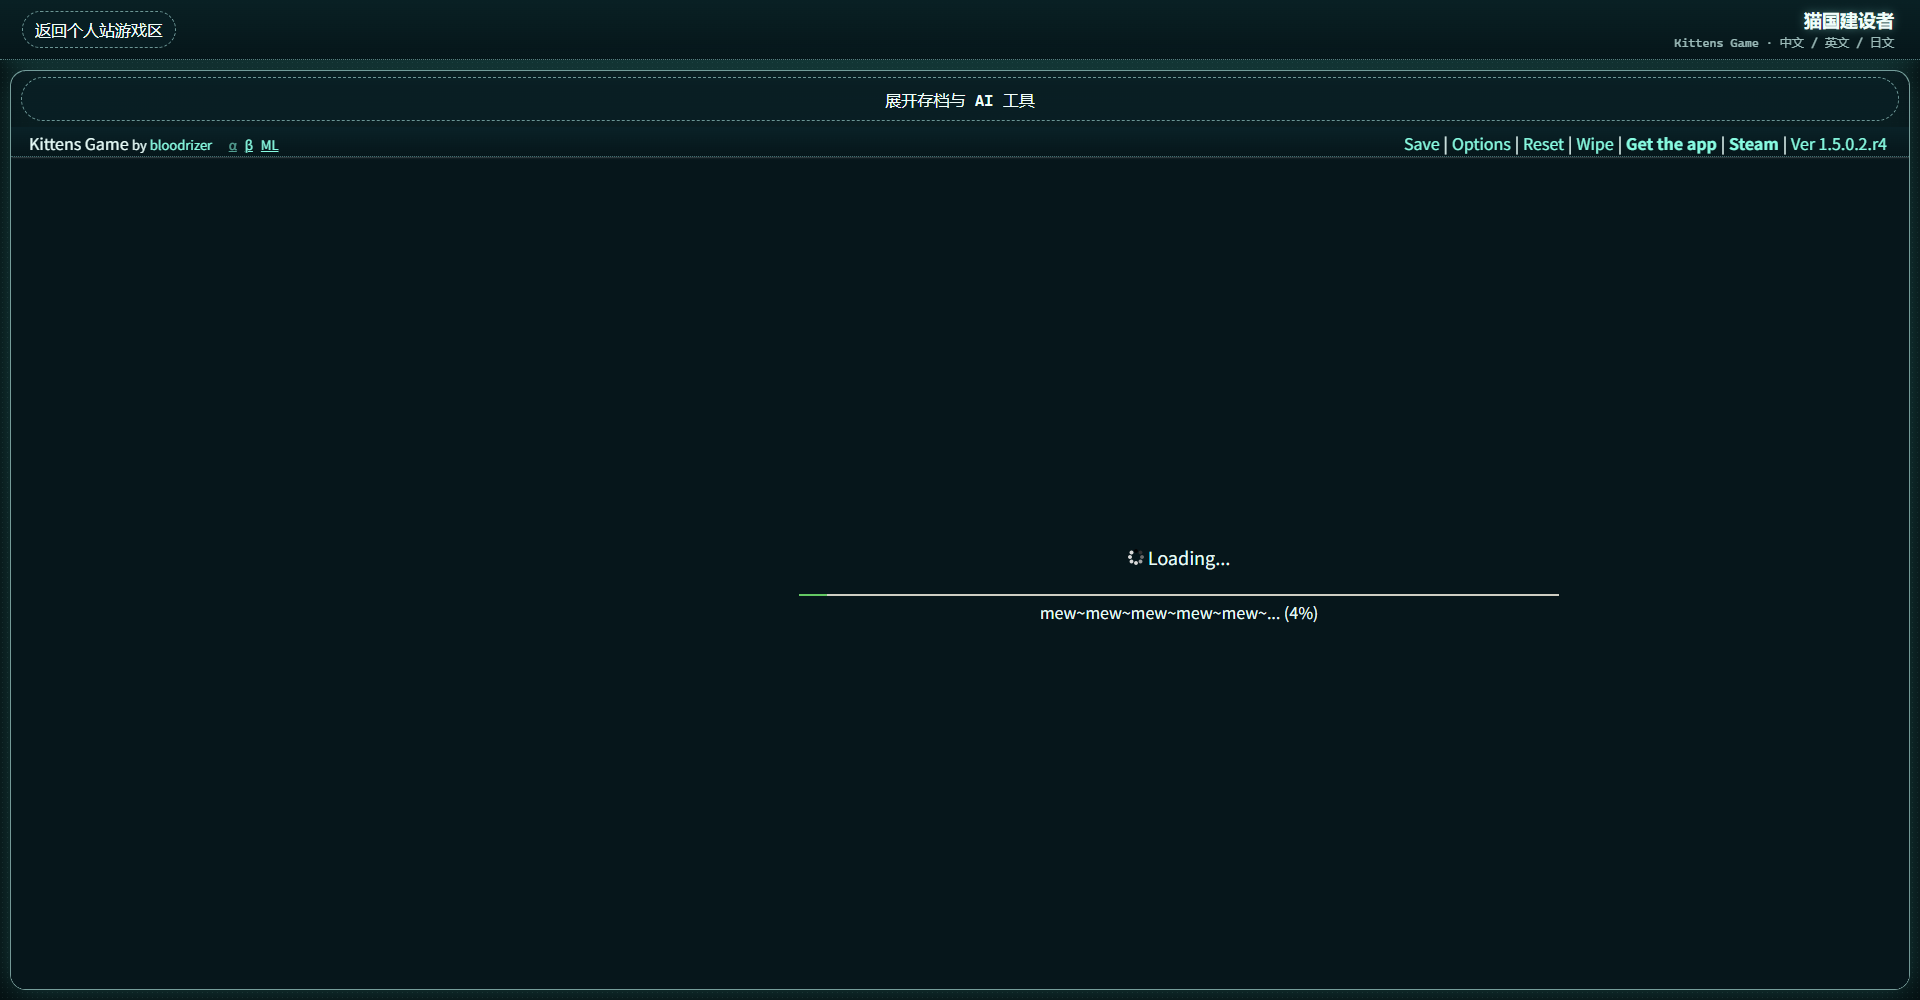 返回个人站游戏区
猫国建设者
Kittens Game · 中文 / 英文 / 日文
展开存档与 AI 工具
Kittens Game by bloodrizer α β ML
Save | Options | Reset | Wipe | Get the app | Steam | Ver 1.5.0.2.r4
Loading...
mew~mew~mew~mew~mew~... (4%)